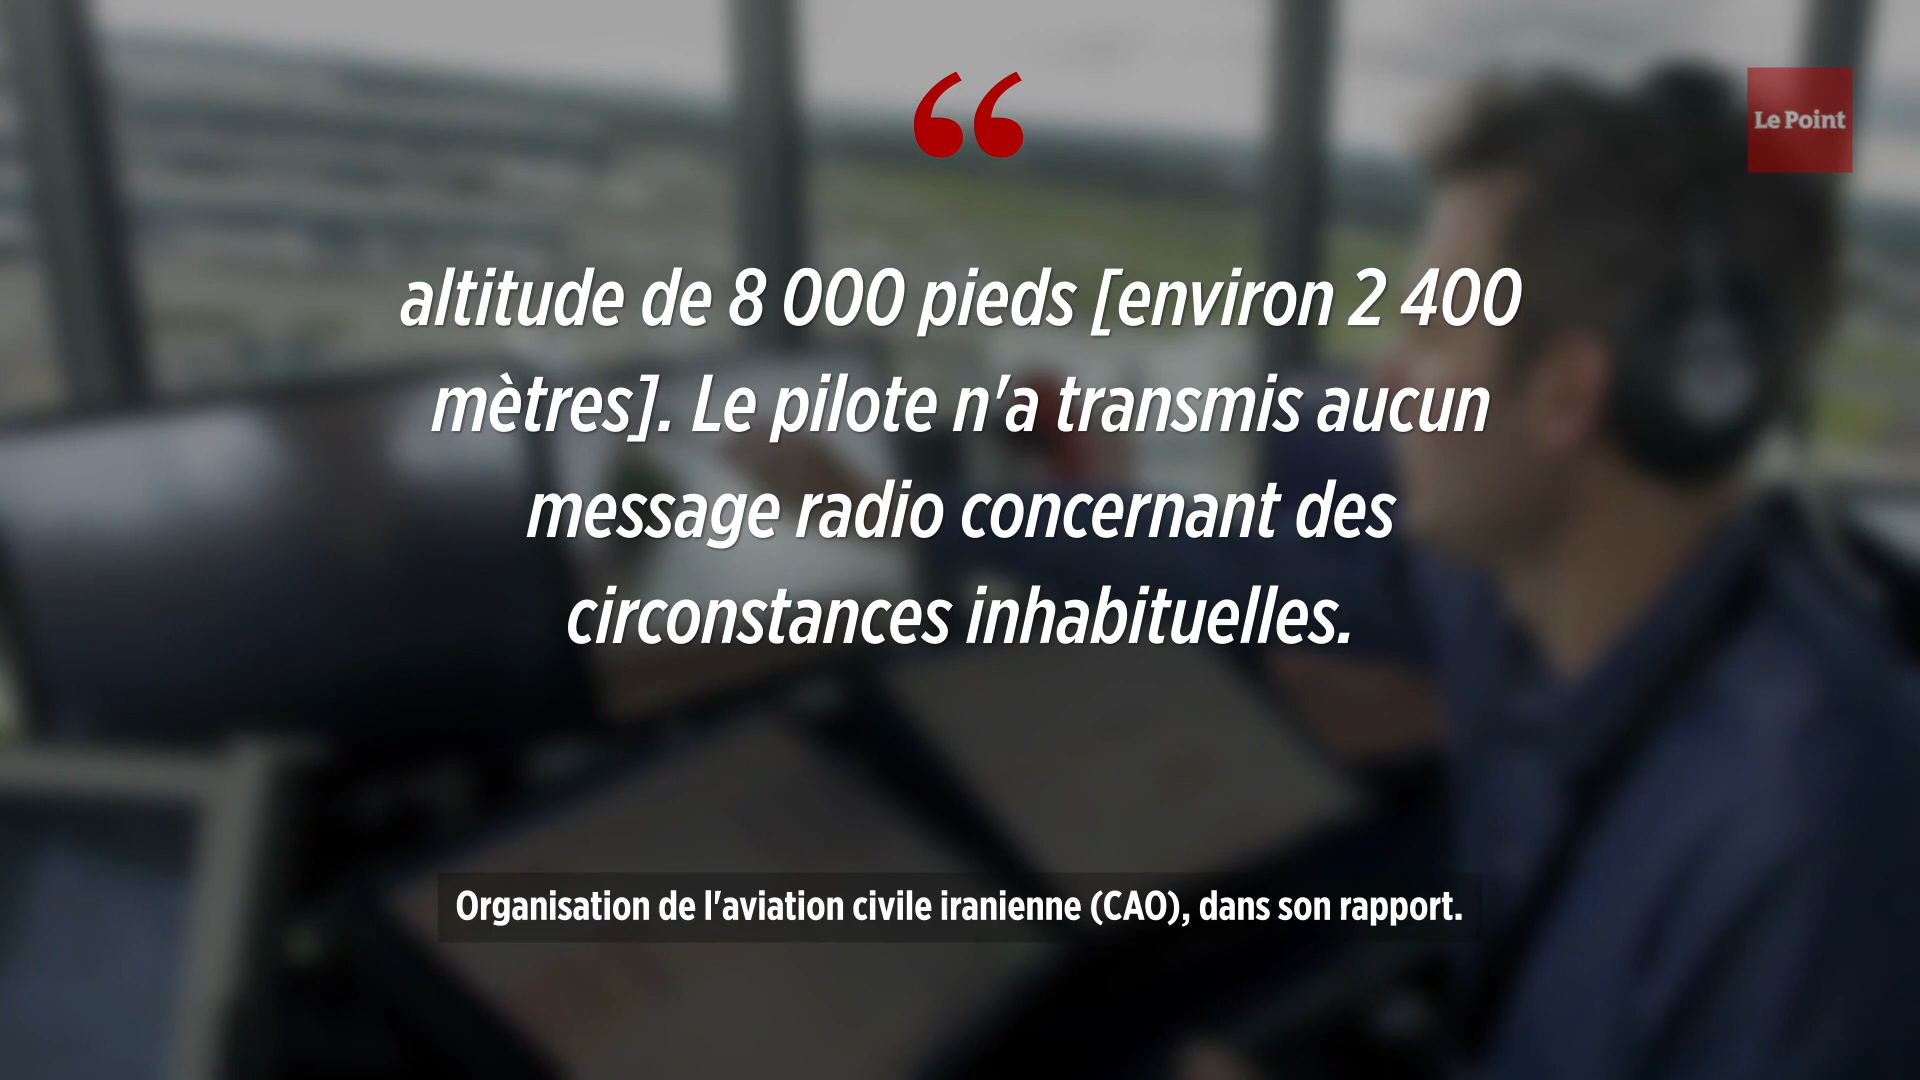 “
Le Point
altitude de 8 000 pieds [environ 2 400
mètres]. Le pilote n'a transmis aucun
message radio concernant des
circonstances inhabituelles.
Organisation de l'aviation civile iranienne (CAO), dans son rapport.